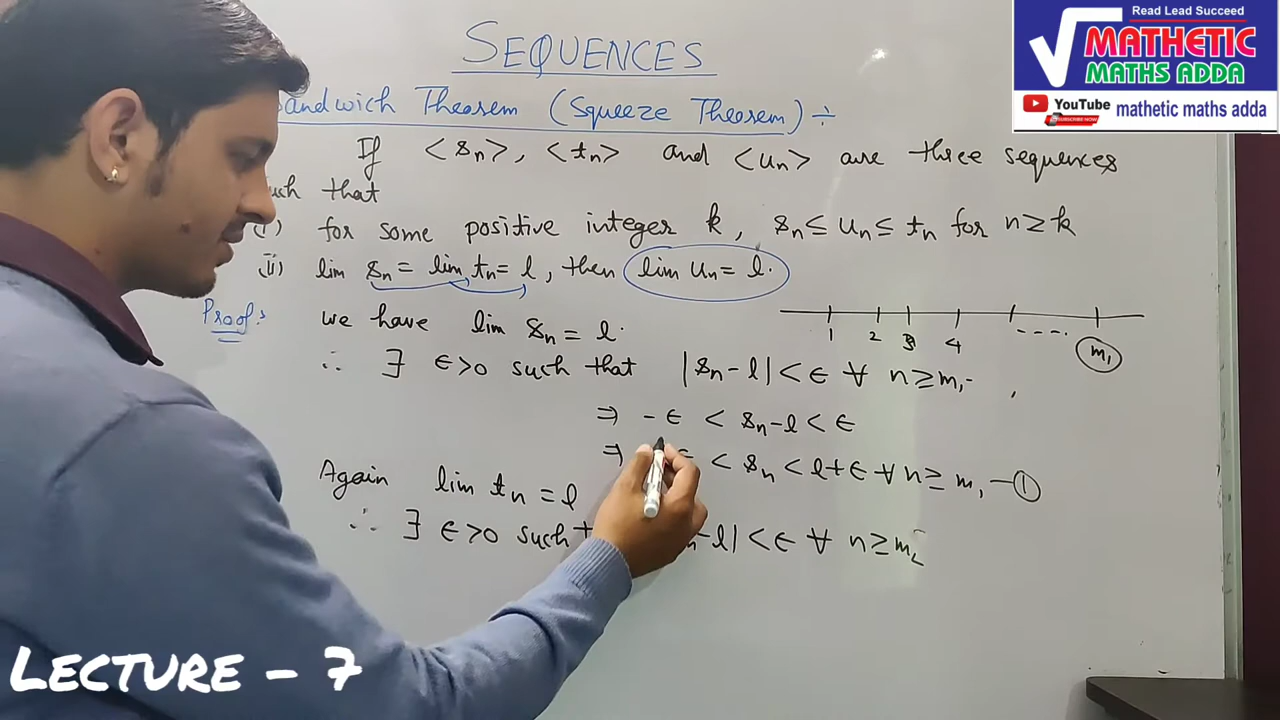 Read Lead Succeed
MATHETIC
MATHS ADDA
YouTube mathetic maths adda
SUBSCRIBE NOW
SEQUENCES
andwich Theorem (Squeeze Theorem) ÷
If <sn>, <tn> and <un> are three sequences
uch that
(i) for some positive integer k, sn ≤ un ≤ tn for n ≥ k
(ii) lim sn = lim tn = l, then lim un = l.
Proof: we have lim sn = l.
1 2 3 4 ---- m1
∴ ∃ ϵ>0 such that |sn - l| < ϵ ∀ n ≥ m1
⇒ -ϵ < sn - l < ϵ
⇒ < sn < l+ϵ ∀ n ≥ m1 - ①
Again lim tn = l
∴ ∃ ϵ>0 such - l| < ϵ ∀ n ≥ m2
LECTURE - 7